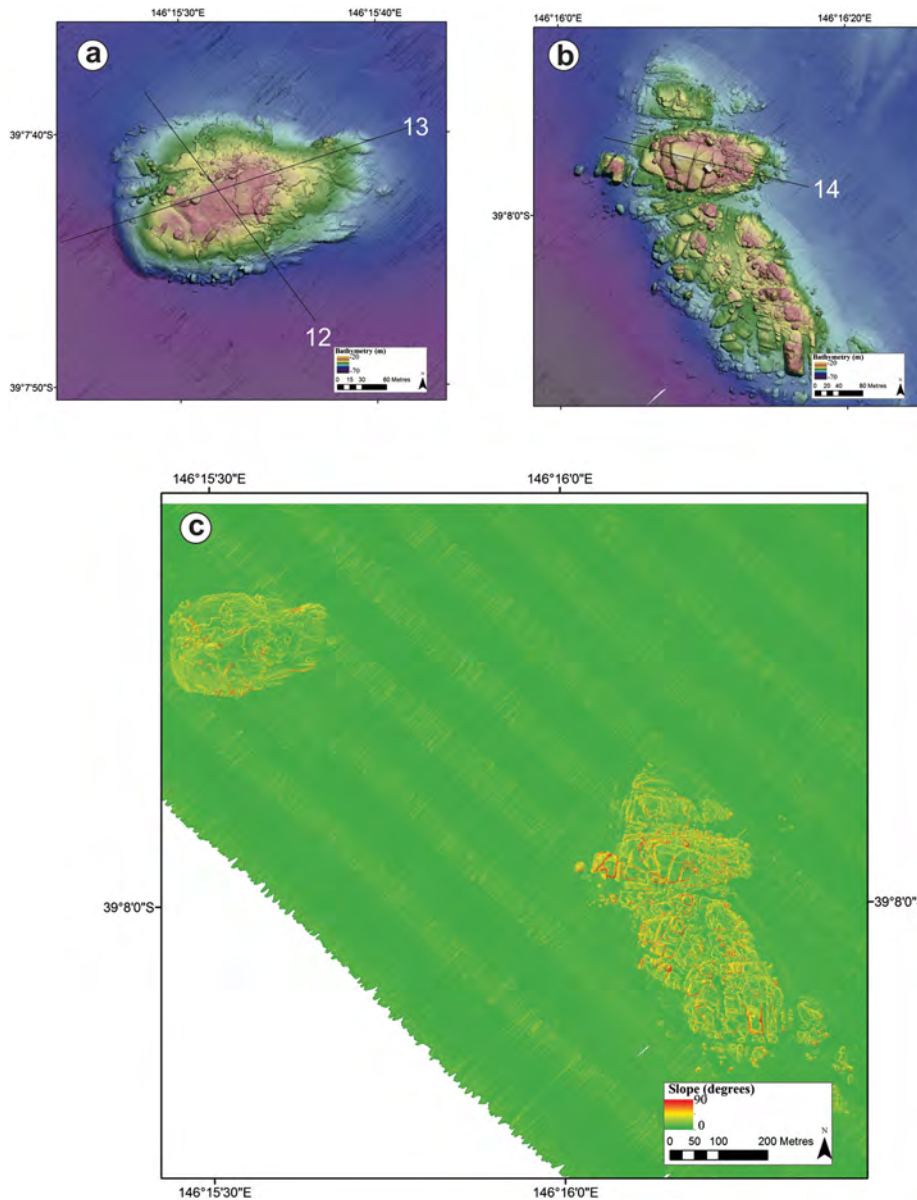 146°15'30"E
146°15'40"E
a
39°7'40"S
13
12
39°7'50"S
Bathymetry (m)
-20
-70
N
0 15 30 60 Metres
146°16'0"E
146°16'20"E
b
14
39°8'0"S
Bathymetry (m)
-20
-70
N
0 20 40 80 Metres
146°15'30"E
146°16'0"E
c
39°8'0"S
39°8'0"S
Slope (degrees)
90
0
N
0 50 100 200 Metres
146°15'30"E
146°16'0"E